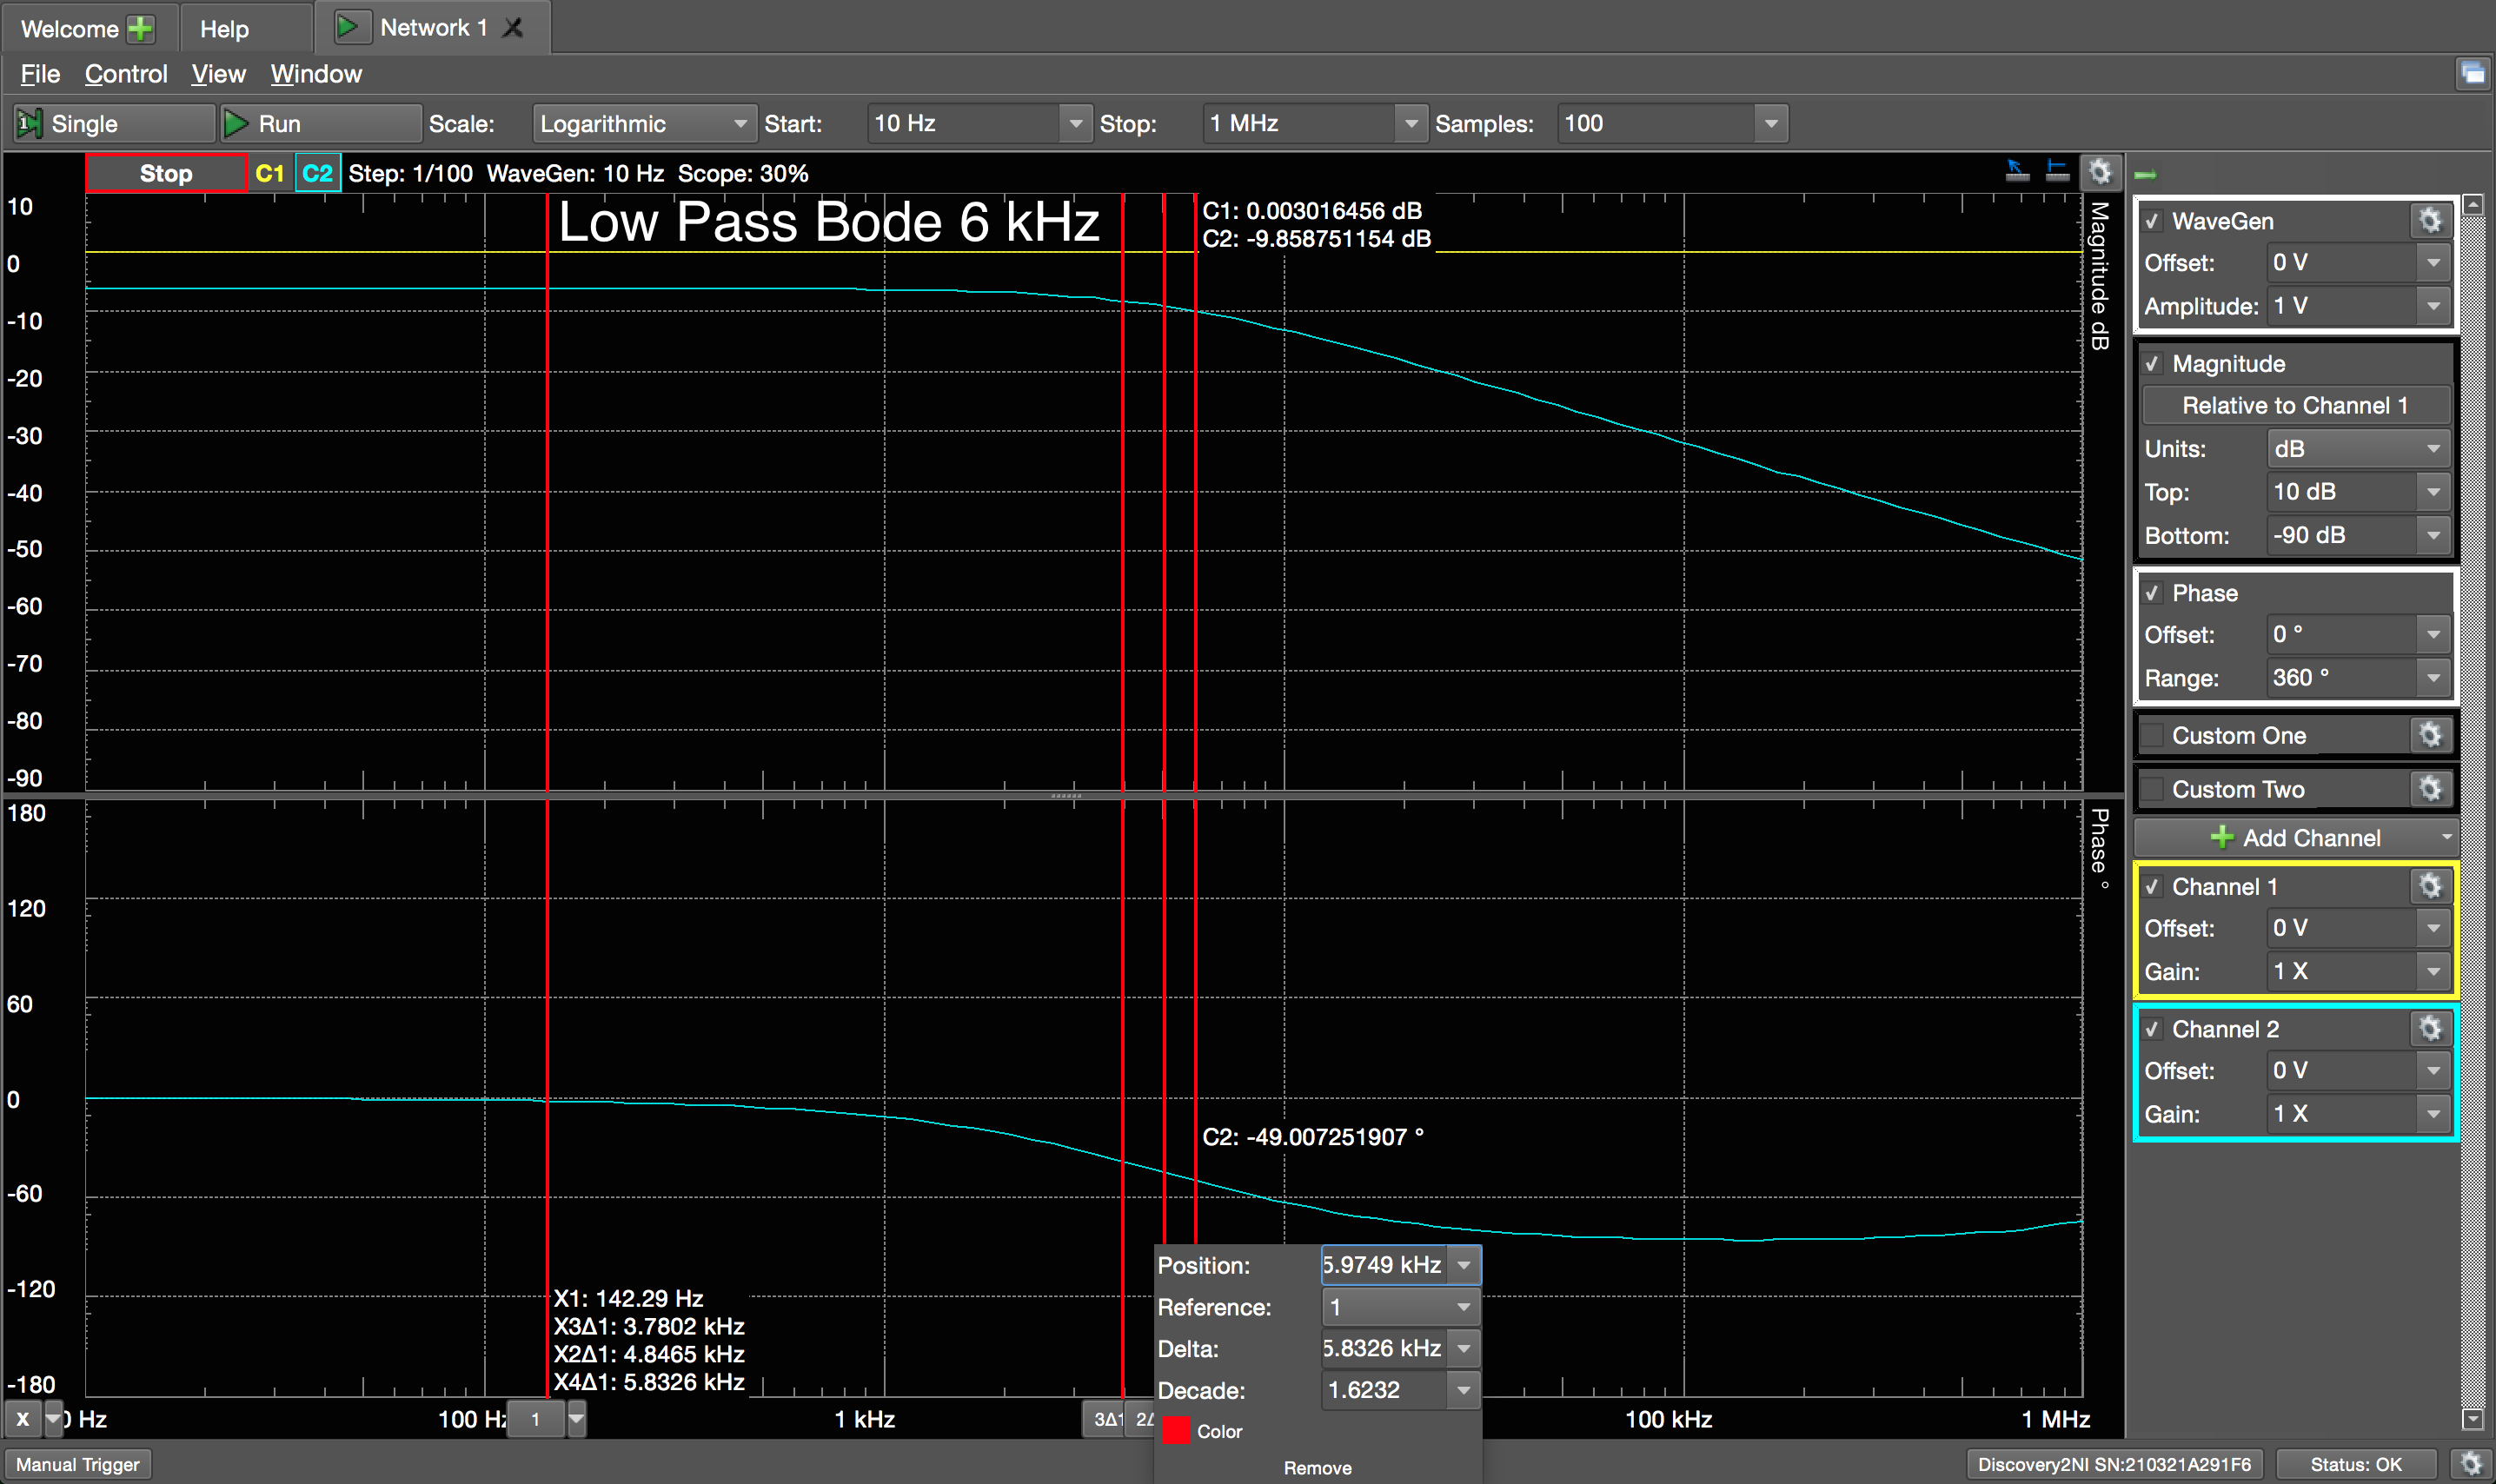 Welcome
Help
Network 1
File Control View Window
Single Run Scale: Logarithmic Start: 10 Hz Stop: 1 MHz Samples: 100
Stop C1 C2 Step: 1/100 WaveGen: 10 Hz Scope: 30%
Low Pass Bode 6 kHz
C1: 0.003016456 dB
C2: -9.858751154 dB
Magnitude dB
10
0
-10
-20
-30
-40
-50
-60
-70
-80
-90
180
120
60
0
-60
-120
-180
Phase °
C2: -49.007251907 °
X1: 142.29 Hz
X3Δ1: 3.7802 kHz
X2Δ1: 4.8465 kHz
X4Δ1: 5.8326 kHz
Position: 5.9749 kHz
Reference: 1
Delta: 5.8326 kHz
Decade: 1.6232
Color
Remove
X 0 Hz 100 Hz 1 1 kHz 3Δ1 2Δ 100 kHz 1 MHz
WaveGen
Offset: 0 V
Amplitude: 1 V
Magnitude
Relative to Channel 1
Units: dB
Top: 10 dB
Bottom: -90 dB
Phase
Offset: 0 °
Range: 360 °
Custom One
Custom Two
Add Channel
Channel 1
Offset: 0 V
Gain: 1 X
Channel 2
Offset: 0 V
Gain: 1 X
Manual Trigger
Discovery2NI SN:210321A291F6
Status: OK